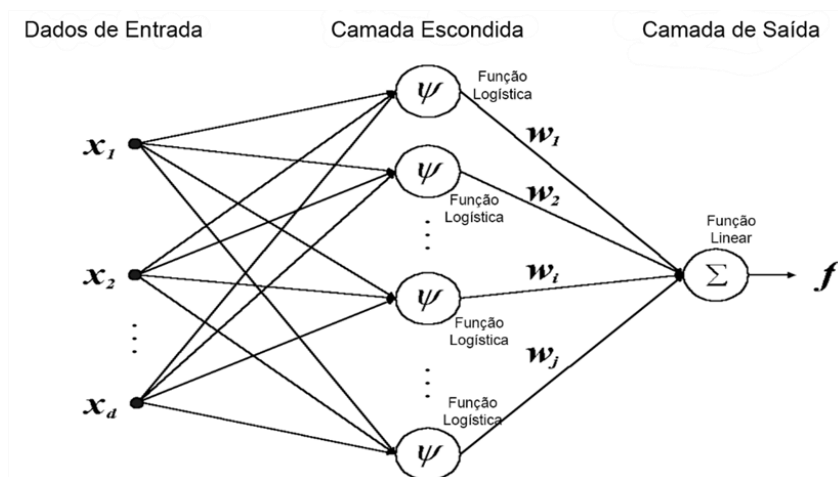 Dados de Entrada
Camada Escondida
Camada de Saída
ψ
Função
Logística
x₁
w₁
ψ
w₂
Função
Logística
Função
Linear
x₂
ψ
wᵢ
Σ
f
Função
Logística
wⱼ
x_d
Função
Logística
ψ